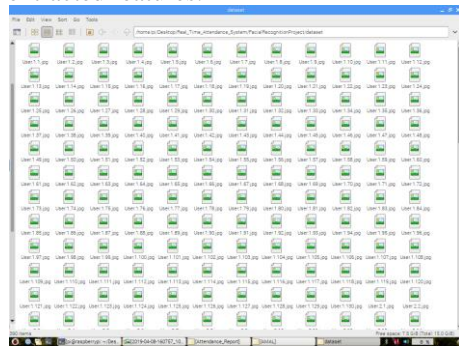 dataset
File Edit View Sort Go Tools
/home/pi/Desktop/Real_Time_Attendance_System/FacialRecognitionProject/dataset
User.1.1.jpg User.1.2.jpg User.1.3.jpg User.1.4.jpg User.1.5.jpg User.1.6.jpg User.1.7.jpg User.1.8.jpg User.1.9.jpg User.1.10.jpg User.1.11.jpg User.1.12.jpg
User.1.13.jpg User.1.14.jpg User.1.15.jpg User.1.16.jpg User.1.17.jpg User.1.18.jpg User.1.19.jpg User.1.20.jpg User.1.21.jpg User.1.22.jpg User.1.23.jpg User.1.24.jpg
User.1.25.jpg User.1.26.jpg User.1.27.jpg User.1.28.jpg User.1.29.jpg User.1.30.jpg User.1.31.jpg User.1.32.jpg User.1.33.jpg User.1.34.jpg User.1.35.jpg User.1.36.jpg
User.1.37.jpg User.1.38.jpg User.1.39.jpg User.1.40.jpg User.1.41.jpg User.1.42.jpg User.1.43.jpg User.1.44.jpg User.1.45.jpg User.1.46.jpg User.1.47.jpg User.1.48.jpg
User.1.49.jpg User.1.50.jpg User.1.51.jpg User.1.52.jpg User.1.53.jpg User.1.54.jpg User.1.55.jpg User.1.56.jpg User.1.57.jpg User.1.58.jpg User.1.59.jpg User.1.60.jpg
User.1.61.jpg User.1.62.jpg User.1.63.jpg User.1.64.jpg User.1.65.jpg User.1.66.jpg User.1.67.jpg User.1.68.jpg User.1.69.jpg User.1.70.jpg User.1.71.jpg User.1.72.jpg
User.1.73.jpg User.1.74.jpg User.1.75.jpg User.1.76.jpg User.1.77.jpg User.1.78.jpg User.1.79.jpg User.1.80.jpg User.1.81.jpg User.1.82.jpg User.1.83.jpg User.1.84.jpg
User.1.85.jpg User.1.86.jpg User.1.87.jpg User.1.88.jpg User.1.89.jpg User.1.90.jpg User.1.91.jpg User.1.92.jpg User.1.93.jpg User.1.94.jpg User.1.95.jpg User.1.96.jpg
User.1.97.jpg User.1.98.jpg User.1.99.jpg User.1.100.jpg User.1.101.jpg User.1.102.jpg User.1.103.jpg User.1.104.jpg User.1.105.jpg User.1.106.jpg User.1.107.jpg User.1.108.jpg
User.1.109.jpg User.1.110.jpg User.1.111.jpg User.1.112.jpg User.1.113.jpg User.1.114.jpg User.1.115.jpg User.1.116.jpg User.1.117.jpg User.1.118.jpg User.1.119.jpg User.1.120.jpg
User.1.121.jpg User.1.122.jpg User.1.123.jpg User.1.124.jpg User.1.125.jpg User.1.126.jpg User.1.127.jpg User.1.128.jpg User.1.129.jpg User.1.130.jpg User.2.1.jpg User.2.2.jpg
Free space: 7.6 GiB (Total: 13.0 GiB)
pi@raspberrypi: ~/Des... [Attendance_Report] dataset